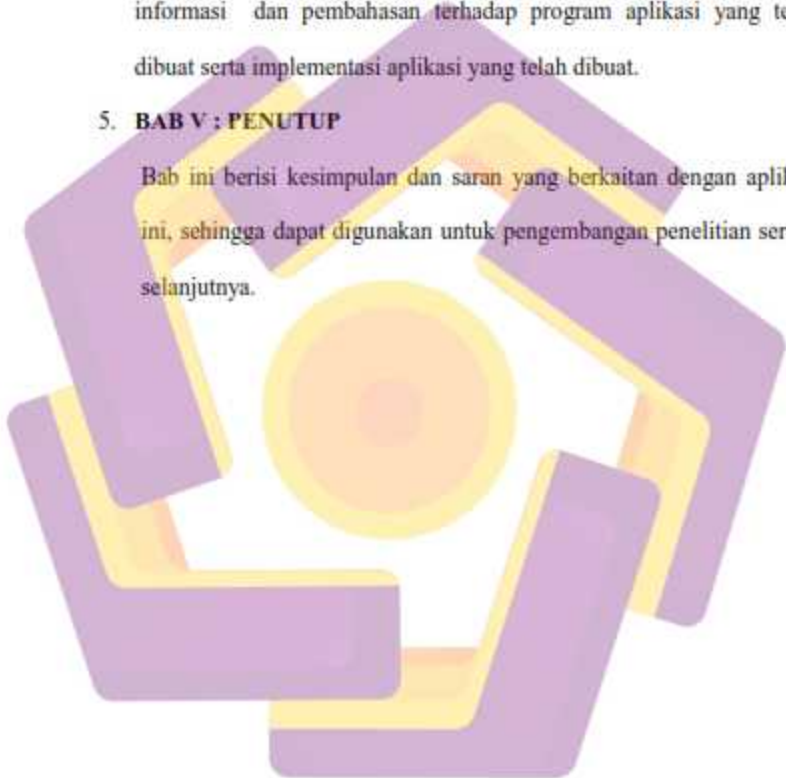 informasi dan pembahasan terhadap program aplikasi yang te
dibuat serta implementasi aplikasi yang telah dibuat.
5. BAB V : PENUTUP
Bab ini berisi kesimpulan dan saran yang berkaitan dengan aplil
ini, sehingga dapat digunakan untuk pengembangan penelitian ser
selanjutnya.